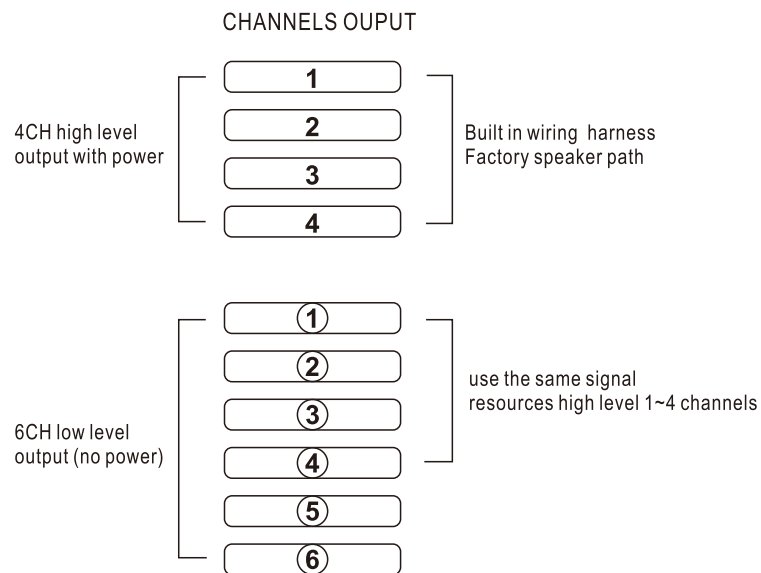 CHANNELS OUPUT
1
4CH high level
output with power
2
Built in wiring harness
Factory speaker path
3
4
①
②
use the same signal
resources high level 1~4 channels
③
6CH low level
output (no power)
④
⑤
⑥